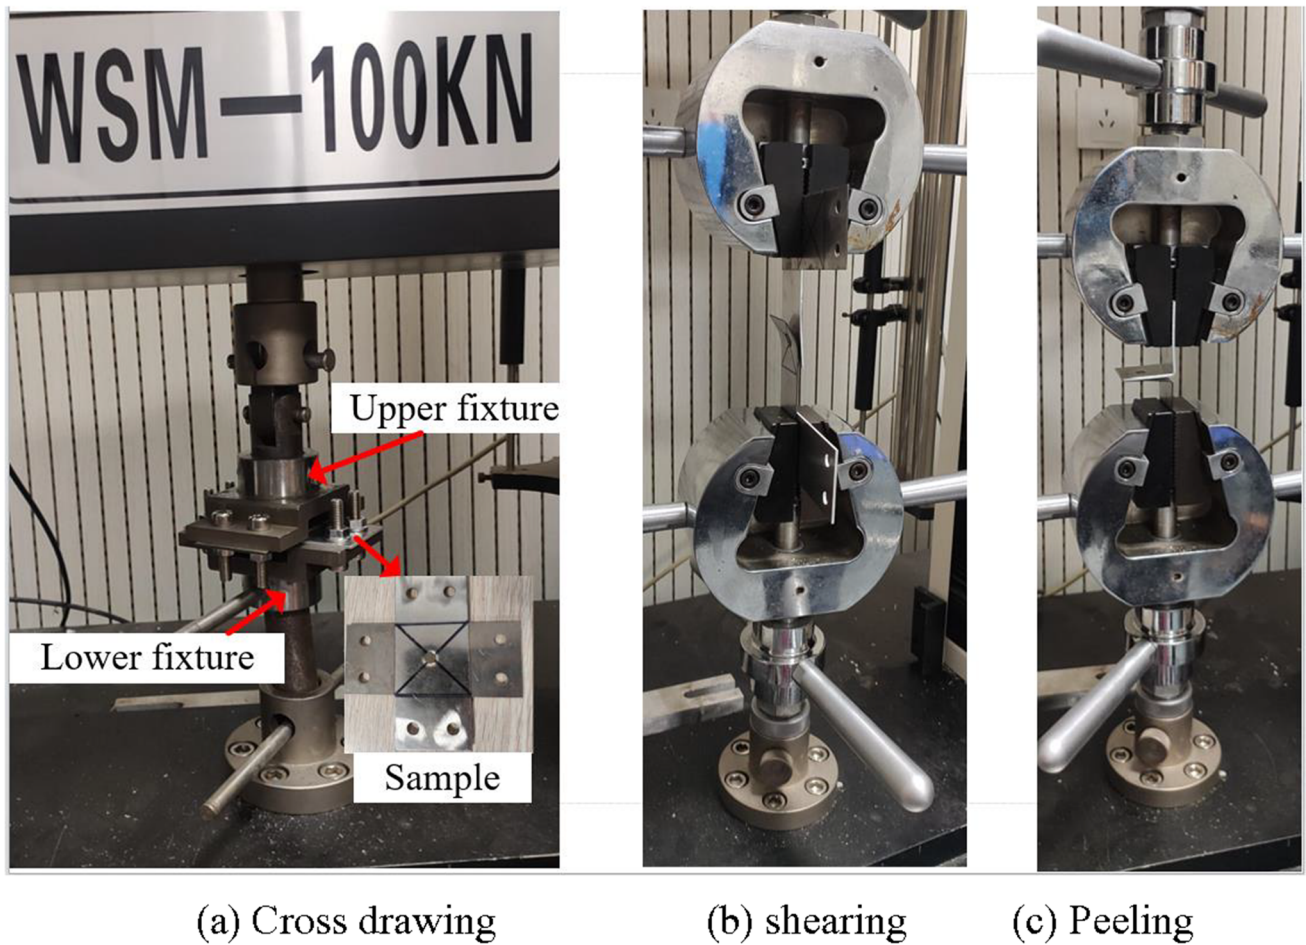 WSM—100KN
Upper fixture
Lower fixture
Sample
(a) Cross drawing
(b) shearing
(c) Peeling